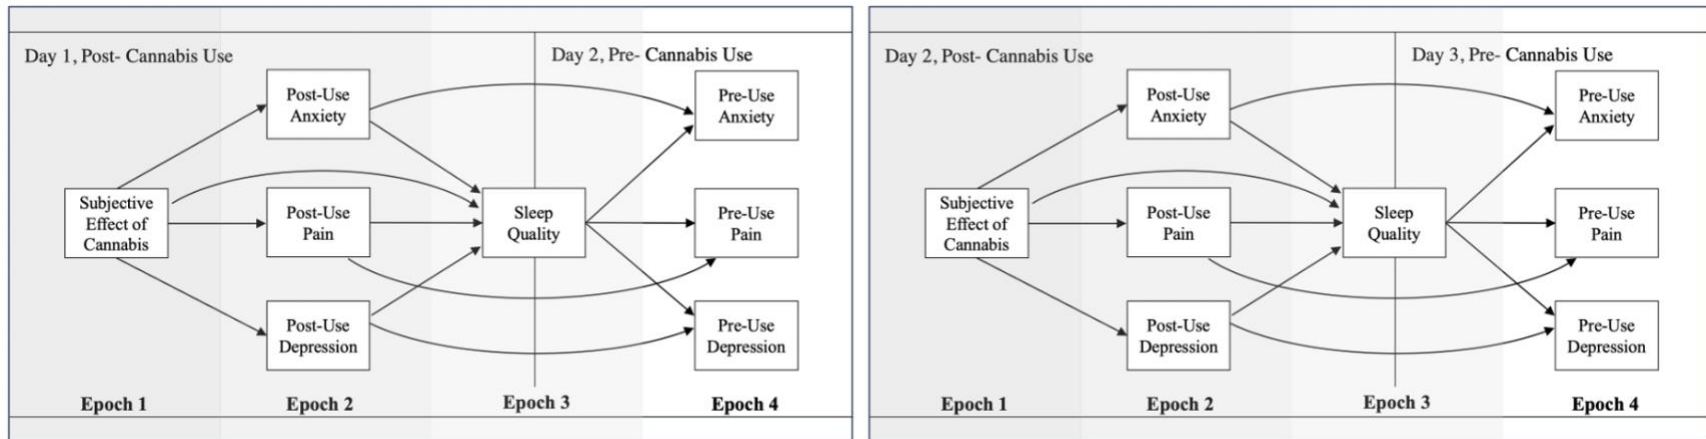 Day 1, Post- Cannabis Use
Day 2, Pre- Cannabis Use
Post-Use
Anxiety
Pre-Use
Anxiety
Subjective
Effect of
Cannabis
Post-Use
Pain
Sleep
Quality
Pre-Use
Pain
Post-Use
Depression
Pre-Use
Depression
Epoch 1
Epoch 2
Epoch 3
Epoch 4
Day 2, Post- Cannabis Use
Day 3, Pre- Cannabis Use
Post-Use
Anxiety
Pre-Use
Anxiety
Subjective
Effect of
Cannabis
Post-Use
Pain
Sleep
Quality
Pre-Use
Pain
Post-Use
Depression
Pre-Use
Depression
Epoch 1
Epoch 2
Epoch 3
Epoch 4